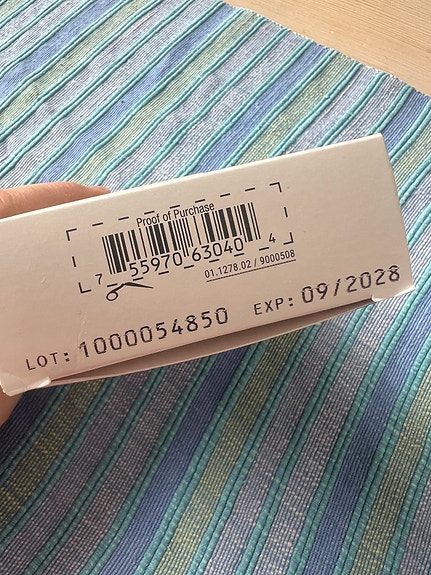 Proof of Purchase
7 55970 63040 4
01.1278.02 / 9000508
LOT: 1000054850 EXP: 09/2028